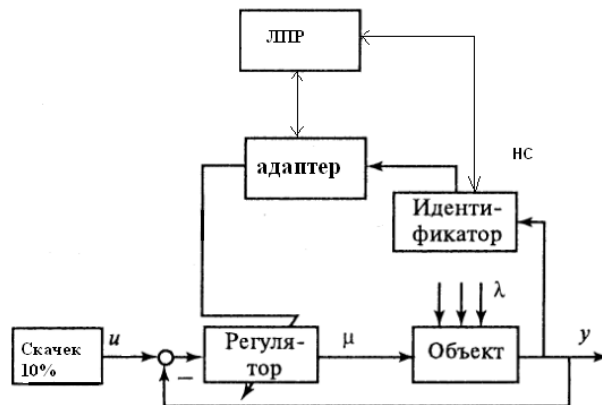 ЛПР
адаптер
НС
Иденти-
фикатор
λ
Скачек
10%
u
–
Регуля-
тор
μ
Объект
y